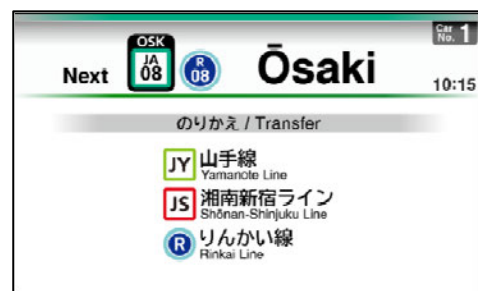 Car No. 1
OSK
JA 08
R 08
Next Ōsaki
10:15
のりかえ / Transfer
JY 山手線
Yamanote Line
JS 湘南新宿ライン
Shōnan-Shinjuku Line
R りんかい線
Rinkai Line